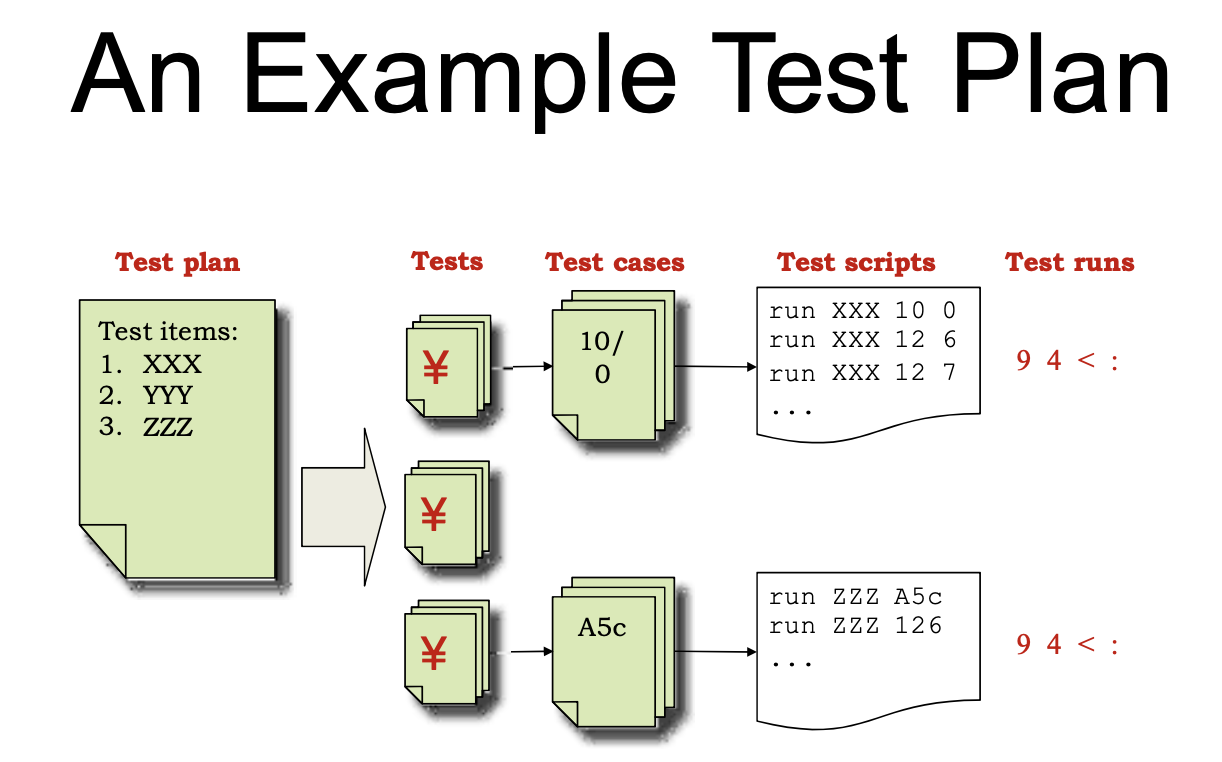 An Example Test Plan
Test plan
Tests
Test cases
Test scripts
Test runs
Test items:
1. XXX
2. YYY
3. ZZZ
¥
10/
0
run XXX 10 0
run XXX 12 6
run XXX 12 7
...
9 4 < :
¥
¥
A5c
run ZZZ A5c
run ZZZ 126
...
9 4 < :